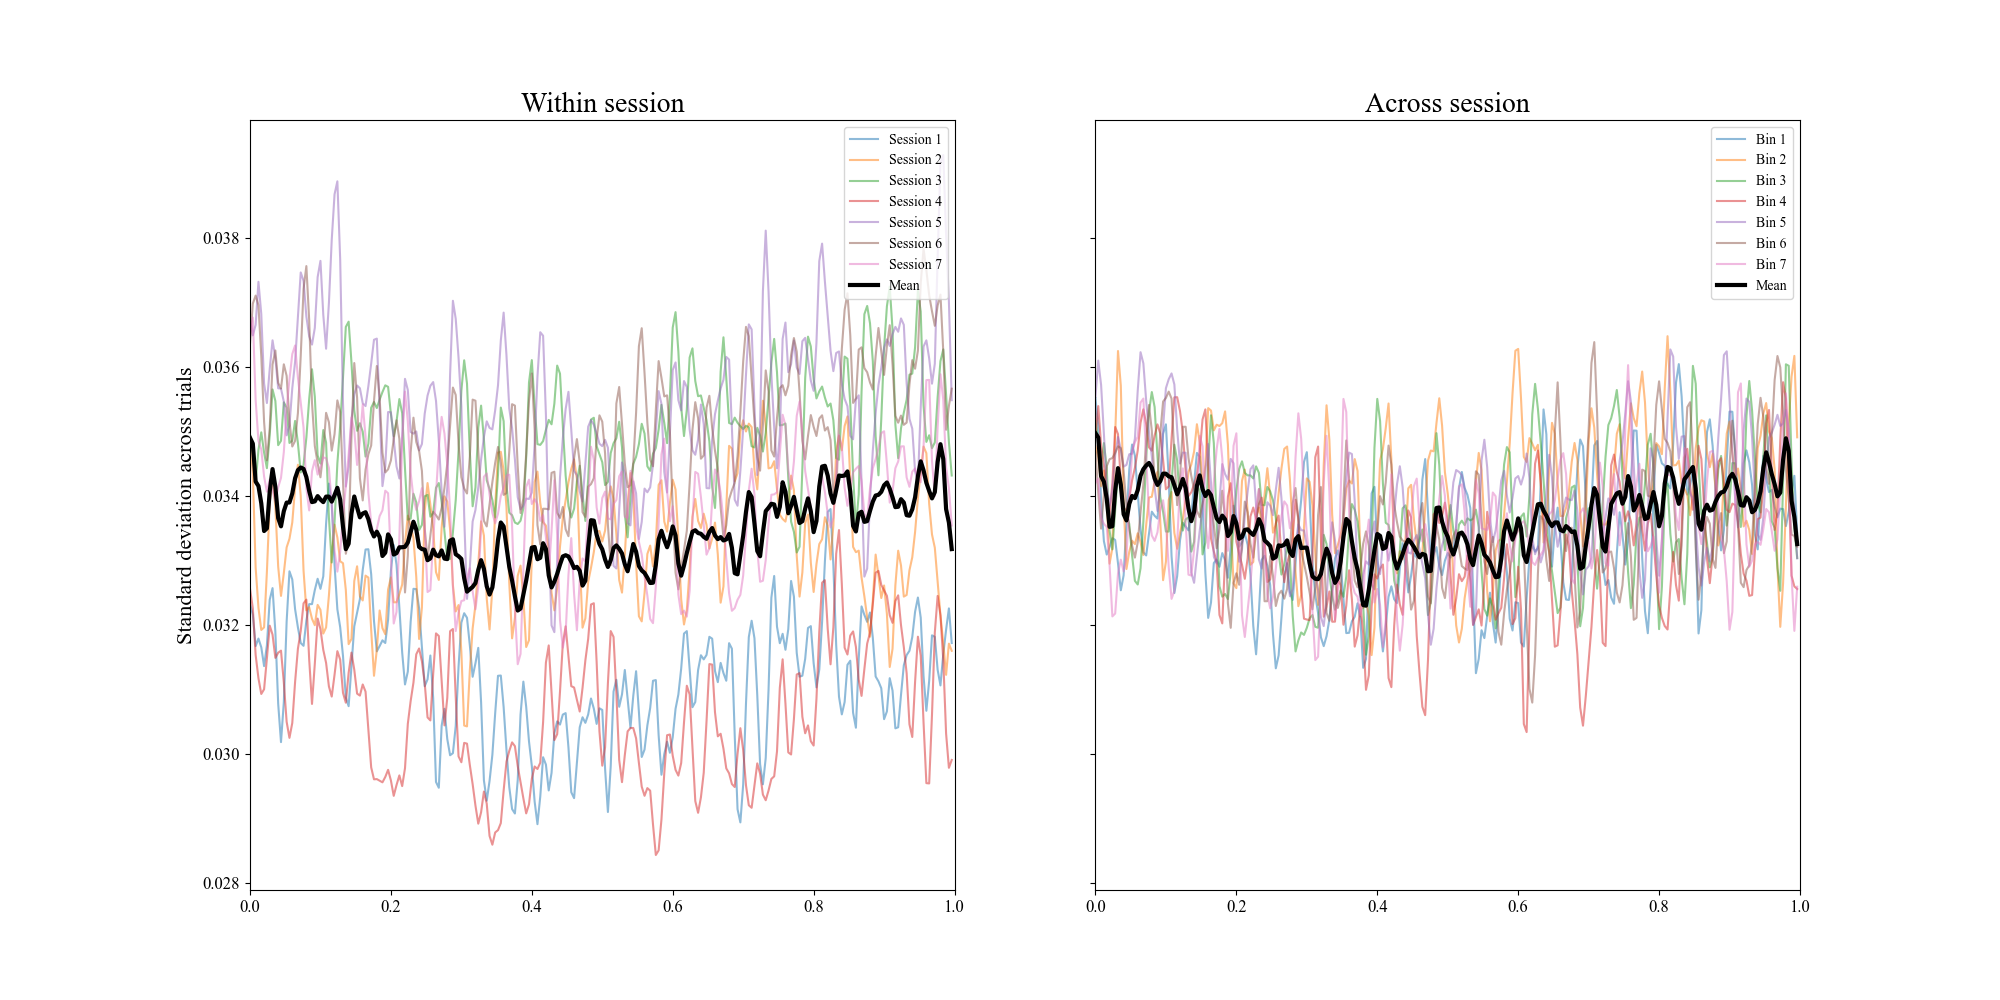 Within session
Across session
Standard deviation across trials
0.038
0.036
0.034
0.032
0.030
0.028
0.0 0.2 0.4 0.6 0.8 1.0
Session 1
Session 2
Session 3
Session 4
Session 5
Session 6
Session 7
Mean
0.0 0.2 0.4 0.6 0.8 1.0
Bin 1
Bin 2
Bin 3
Bin 4
Bin 5
Bin 6
Bin 7
Mean